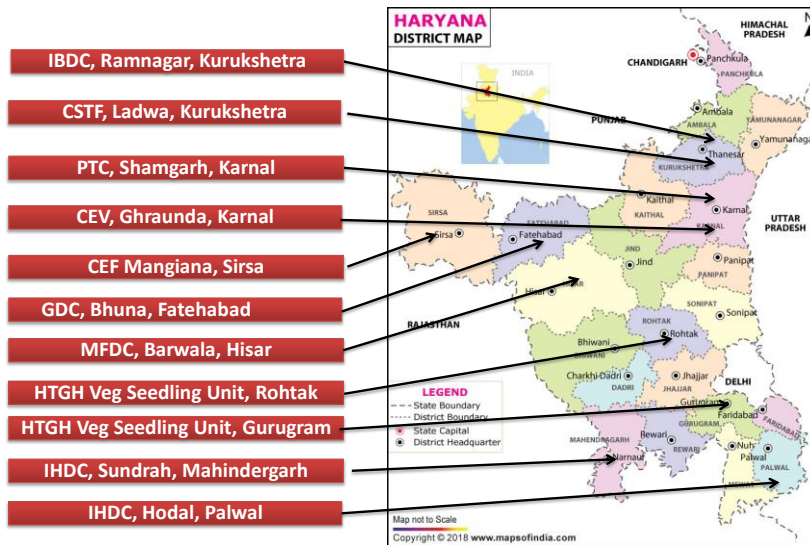 IBDC, Ramnagar, Kurukshetra
CSTF, Ladwa, Kurukshetra
PTC, Shamgarh, Karnal
CEV, Ghraunda, Karnal
CEF Mangiana, Sirsa
GDC, Bhuna, Fatehabad
MFDC, Barwala, Hisar
HTGH Veg Seedling Unit, Rohtak
HTGH Veg Seedling Unit, Gurugram
IHDC, Sundrah, Mahindergarh
IHDC, Hodal, Palwal
HARYANA
DISTRICT MAP
N
HIMACHAL
PRADESH
INDIA
CHANDIGARH
Panchkula
PANCHKULA
Ambala
AMBALA
YAMUNANAGAR
Yamunanagar
PUNJAB
Thanesar
KURUKSHETRA
Kaithal
KAITHAL
Karnal
KARNAL
UTTAR
PRADESH
SIRSA
Sirsa
FATEHABAD
Fatehabad
JIND
Jind
Panipat
PANIPAT
Hisar
HISAR
SONIPAT
Sonipat
RAJASTHAN
ROHTAK
Rohtak
Bhiwani
BHIWANI
Charkhi Dadri
DADRI
Jhajjar
JHAJJAR
DELHI
Gurugram
GURUGRAM
Faridabad
FARIDABAD
MAHENDRAGARH
Narnaul
Rewari
REWARI
Nuh
Palwal
PALWAL
MEWAT
LEGEND
State Boundary
District Boundary
State Capital
District Headquarter
Map not to Scale
Copyright © 2018 www.mapsofindia.com